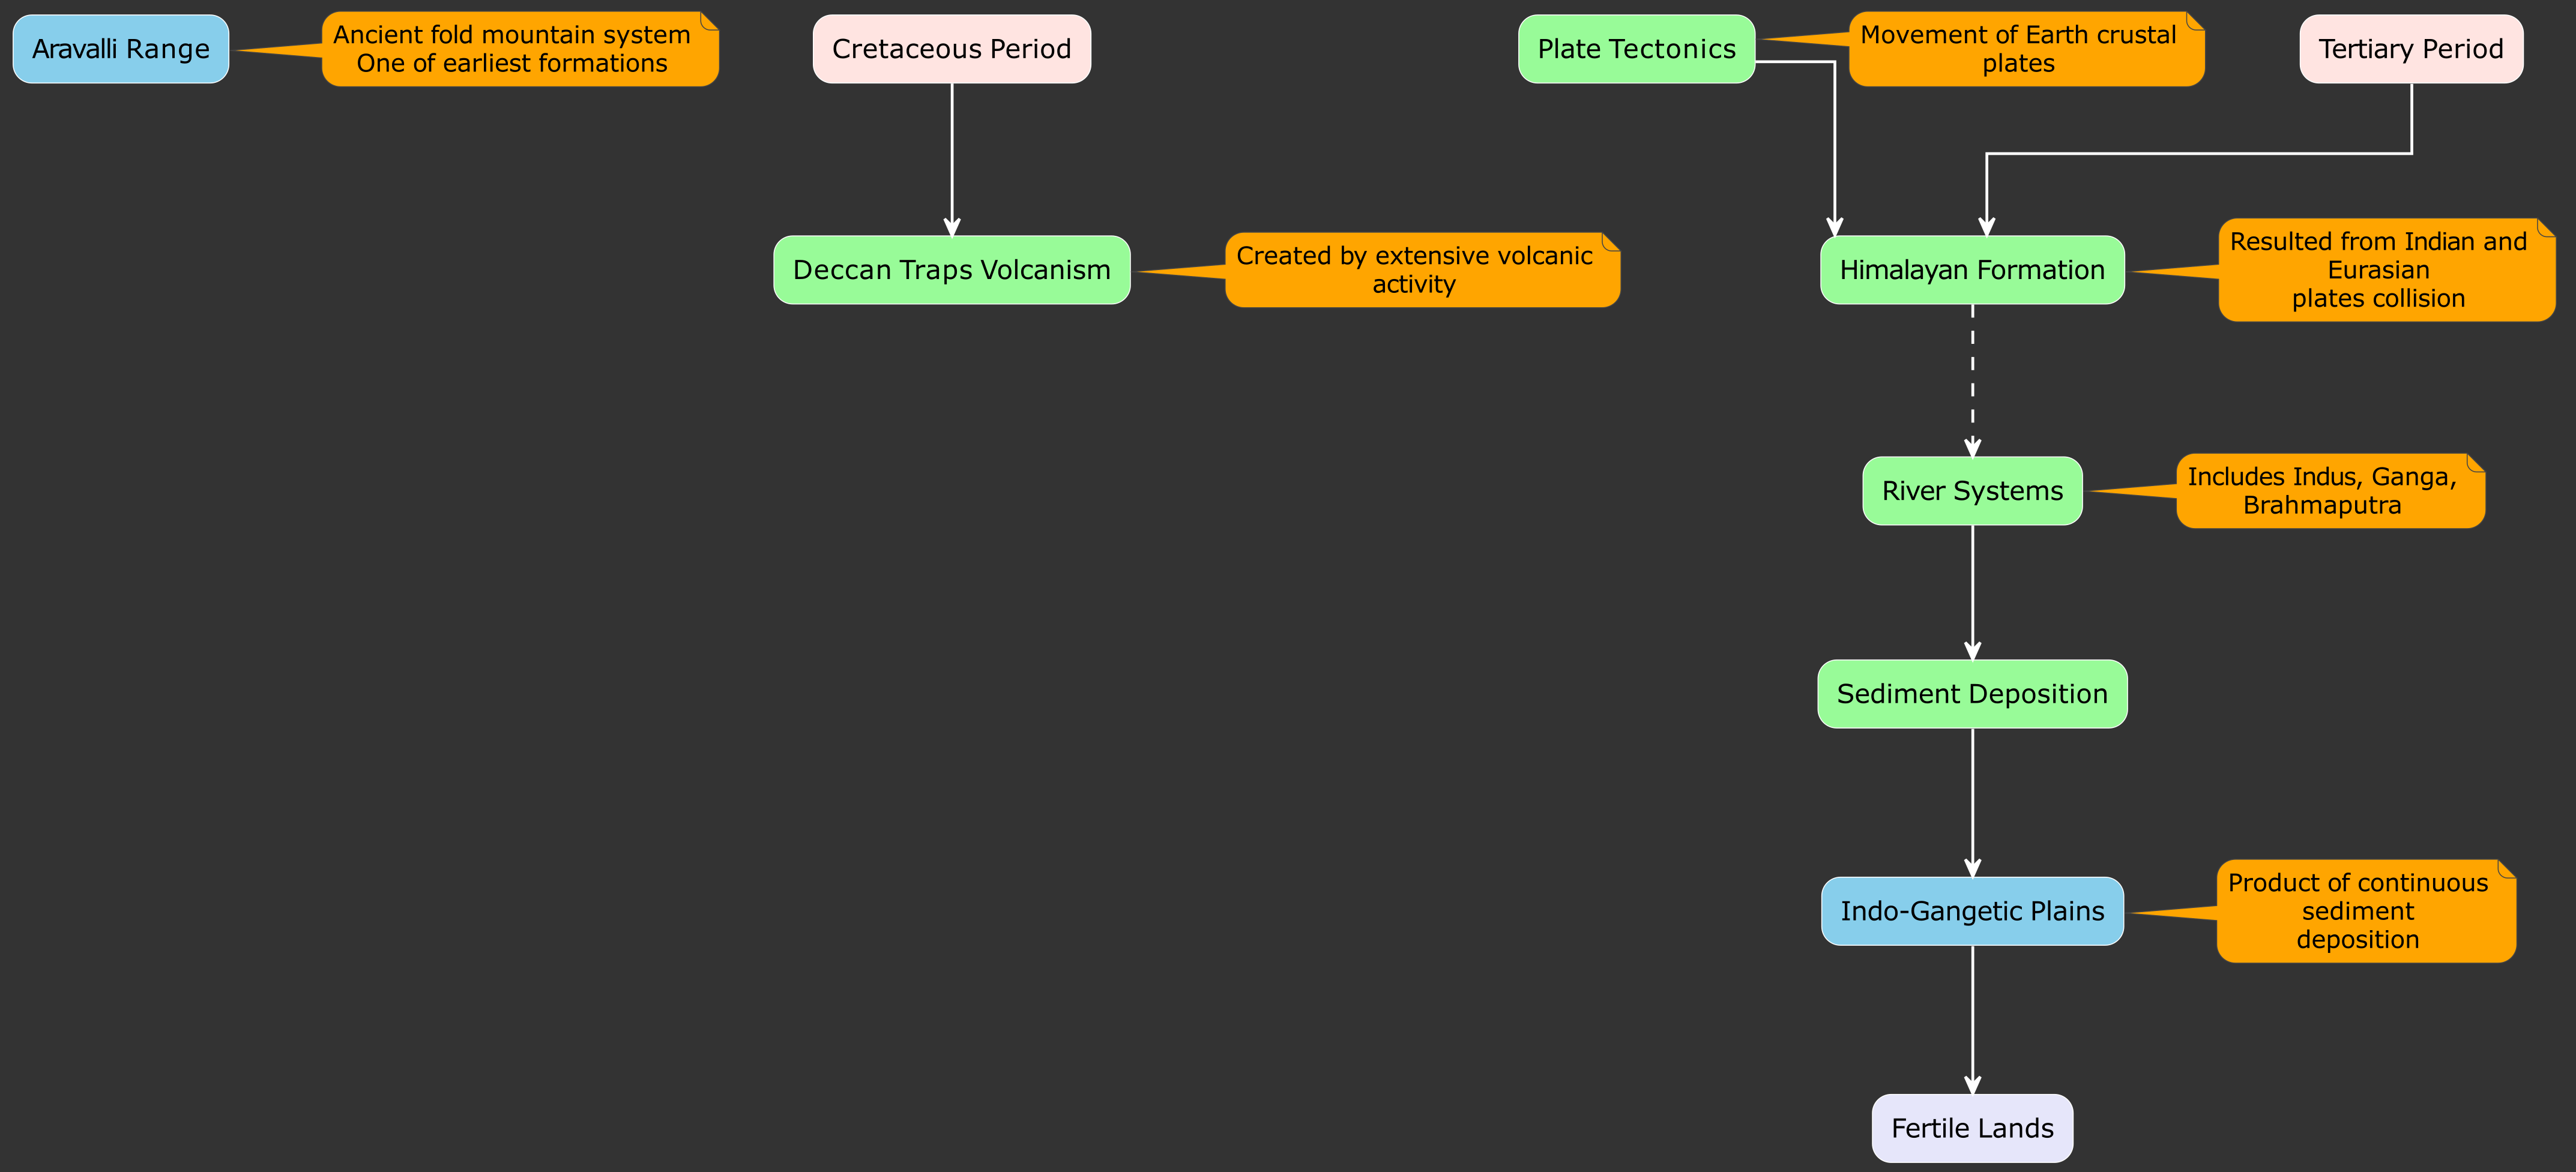 Aravalli Range
Ancient fold mountain system
One of earliest formations
Cretaceous Period
Plate Tectonics
Movement of Earth crustal
plates
Tertiary Period
Deccan Traps Volcanism
Created by extensive volcanic
activity
Himalayan Formation
Resulted from Indian and
Eurasian
plates collision
River Systems
Includes Indus, Ganga,
Brahmaputra
Sediment Deposition
Indo-Gangetic Plains
Product of continuous
sediment
deposition
Fertile Lands